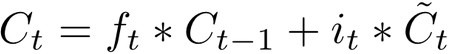 C_t = f_t * C_{t-1} + i_t * \tilde{C}_t